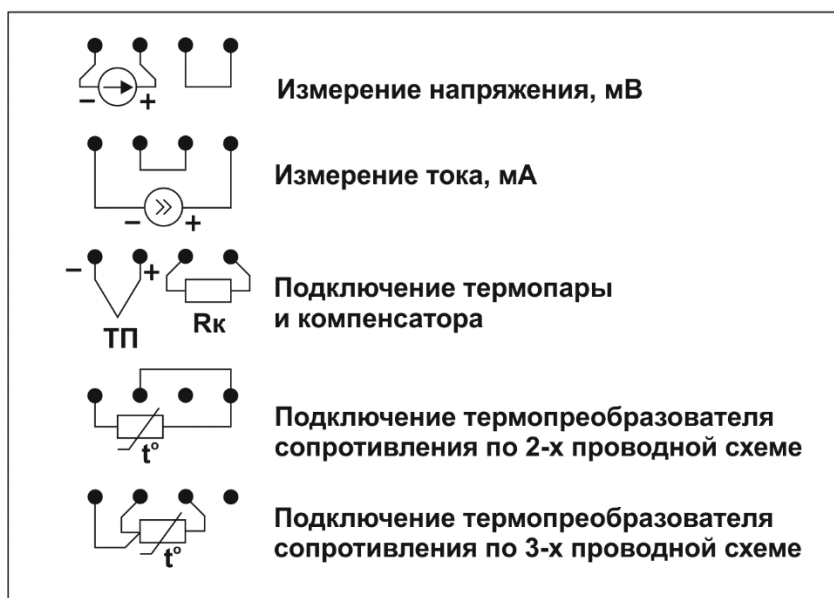 − +
Измерение напряжения, мВ
Измерение тока, мА
− +
− +
ТП
Rк
Подключение термопары
и компенсатора
t°
Подключение термопреобразователя
сопротивления по 2-х проводной схеме
t°
Подключение термопреобразователя
сопротивления по 3-х проводной схеме